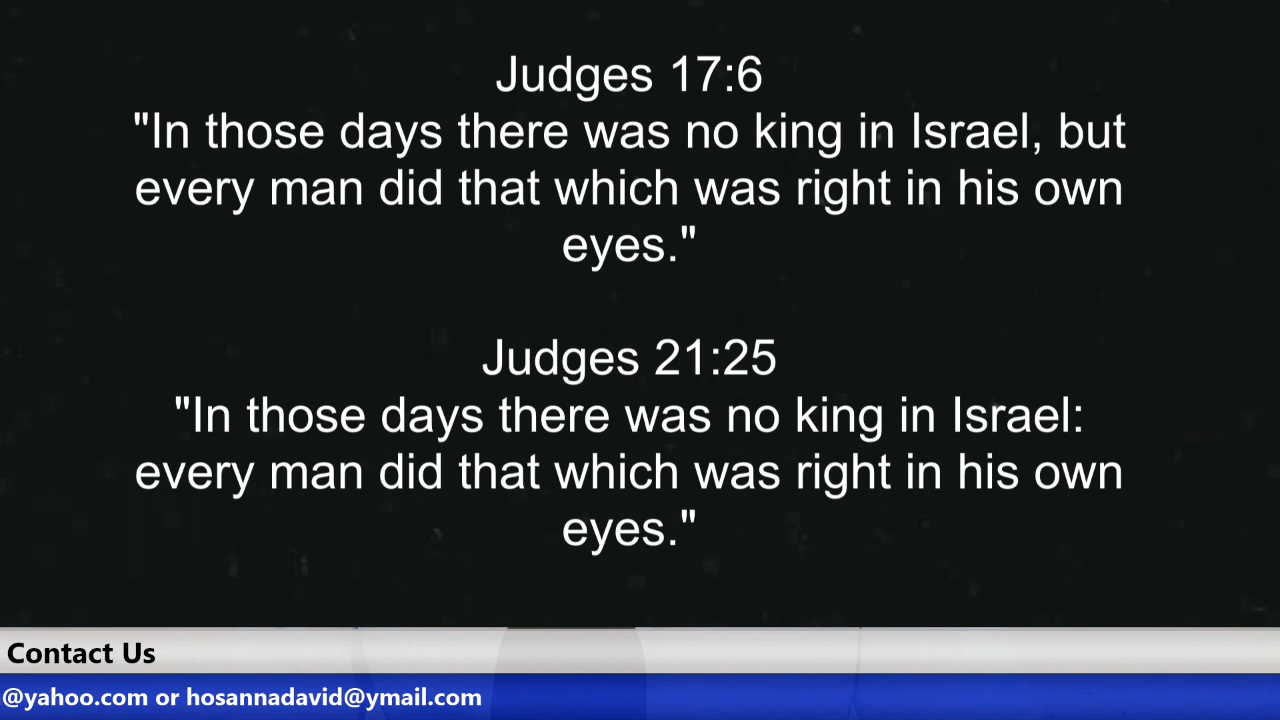 Judges 17:6
"In those days there was no king in Israel, but
every man did that which was right in his own
eyes."
Judges 21:25
"In those days there was no king in Israel:
every man did that which was right in his own
eyes."
Contact Us
@yahoo.com or hosannadavid@ymail.com